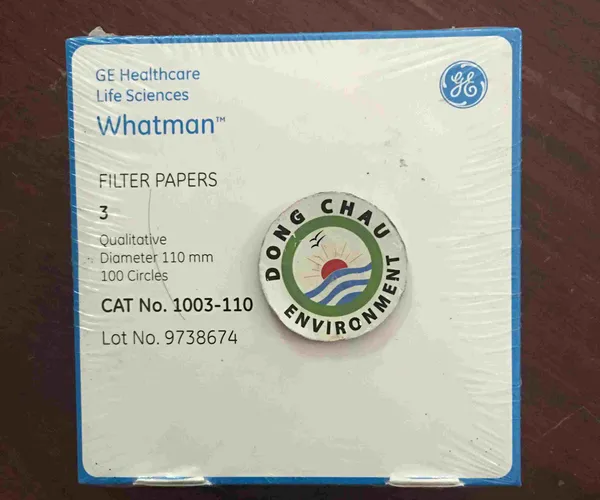 GE Healthcare
Life Sciences
Whatman™
GE
FILTER PAPERS
3
Qualitative
Diameter 110 mm
100 Circles
CAT No. 1003-110
Lot No. 9738674
DONG CHAU
ENVIRONMENT